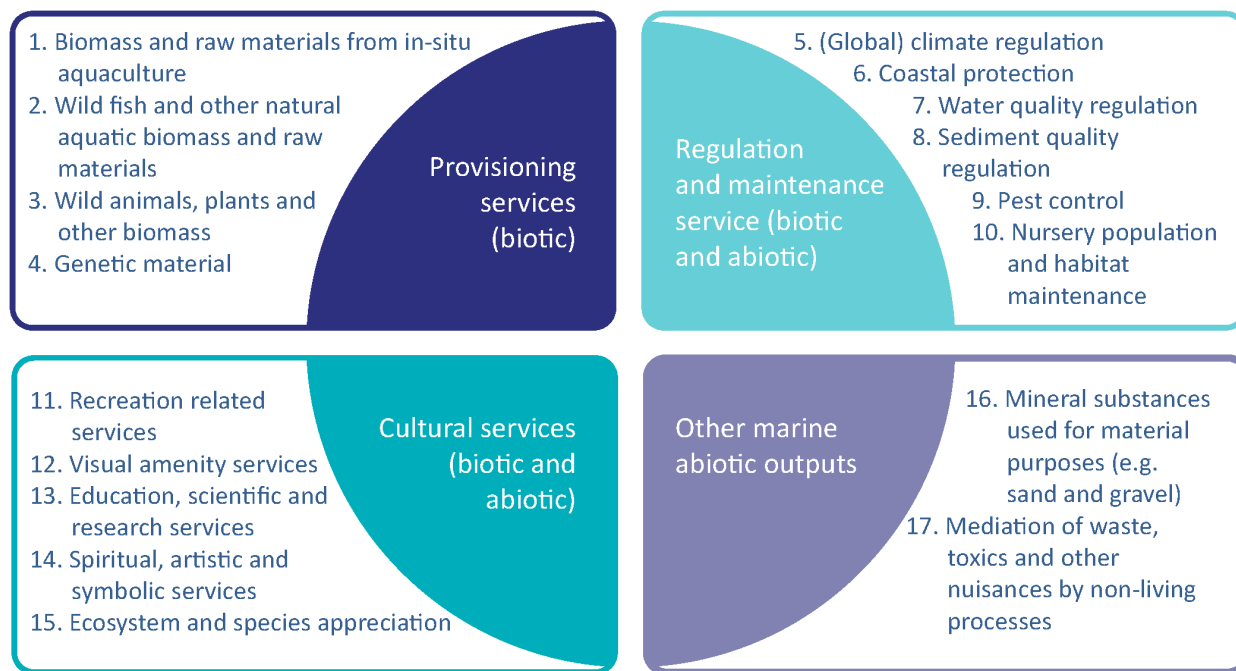 1. Biomass and raw materials from in-situ
aquaculture
2. Wild fish and other natural
aquatic biomass and raw
materials
3. Wild animals, plants and
other biomass
4. Genetic material
Provisioning
services
(biotic)
Regulation
and maintenance
service (biotic
and abiotic)
5. (Global) climate regulation
6. Coastal protection
7. Water quality regulation
8. Sediment quality
regulation
9. Pest control
10. Nursery population
and habitat
maintenance
11. Recreation related
services
12. Visual amenity services
13. Education, scientific and
research services
14. Spiritual, artistic and
symbolic services
15. Ecosystem and species appreciation
Cultural services
(biotic and
abiotic)
Other marine
abiotic outputs
16. Mineral substances
used for material
purposes (e.g.
sand and gravel)
17. Mediation of waste,
toxics and other
nuisances by non-living
processes